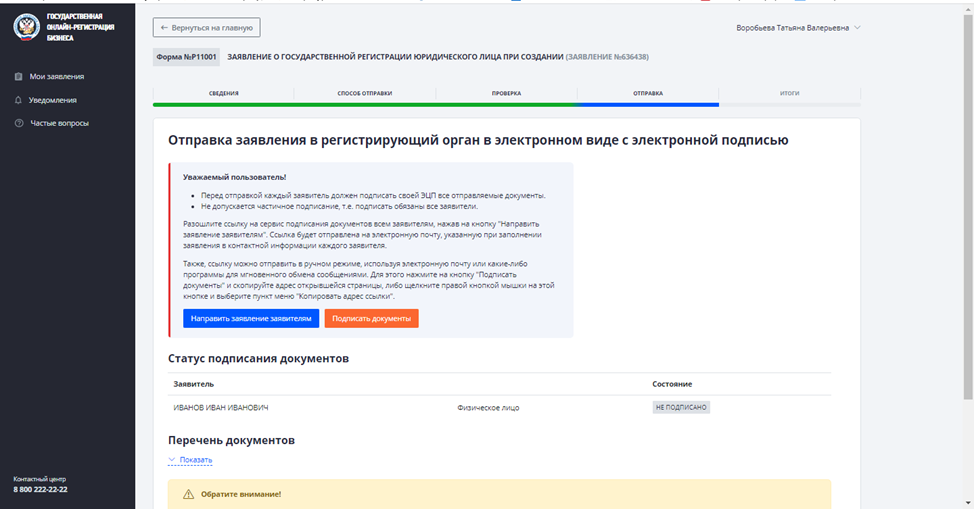 ГОСУДАРСТВЕННАЯ
ОНЛАЙН-РЕГИСТРАЦИЯ
БИЗНЕСА
← Вернуться на главную
Воробьева Татьяна Валерьевна
Форма №Р11001 ЗАЯВЛЕНИЕ О ГОСУДАРСТВЕННОЙ РЕГИСТРАЦИИ ЮРИДИЧЕСКОГО ЛИЦА ПРИ СОЗДАНИИ (ЗАЯВЛЕНИЕ №636438)
Мои заявления
Уведомления
Частые вопросы
СВЕДЕНИЯ СПОСОБ ОТПРАВКИ ПРОВЕРКА ОТПРАВКА ИТОГИ
Отправка заявления в регистрирующий орган в электронном виде с электронной подписью
Уважаемый пользователь!
• Перед отправкой каждый заявитель должен подписать своей ЭЦП все отправляемые документы.
• Не допускается частичное подписание, т.е. подписать обязаны все заявители.
Разошлите ссылку на сервис подписания документов всем заявителям, нажав на кнопку "Направить
заявление заявителям". Ссылка будет отправлена на электронную почту, указанную при заполнении
заявления в контактной информации каждого заявителя.
Также, ссылку можно отправить в ручном режиме, используя электронную почту или какие-либо
программы для мгновенного обмена сообщениями. Для этого нажмите на кнопку "Подписать
документы" и скопируйте адрес открывшейся страницы, либо щелкните правой кнопкой мышки на этой
кнопке и выберите пункт меню "Копировать адрес ссылки".
Направить заявление заявителям Подписать документы
Статус подписания документов
Заявитель Состояние
ИВАНОВ ИВАН ИВАНОВИЧ Физическое лицо НЕ ПОДПИСАНО
Перечень документов
Показать
Обратите внимание!
Контактный центр
8 800 222-22-22